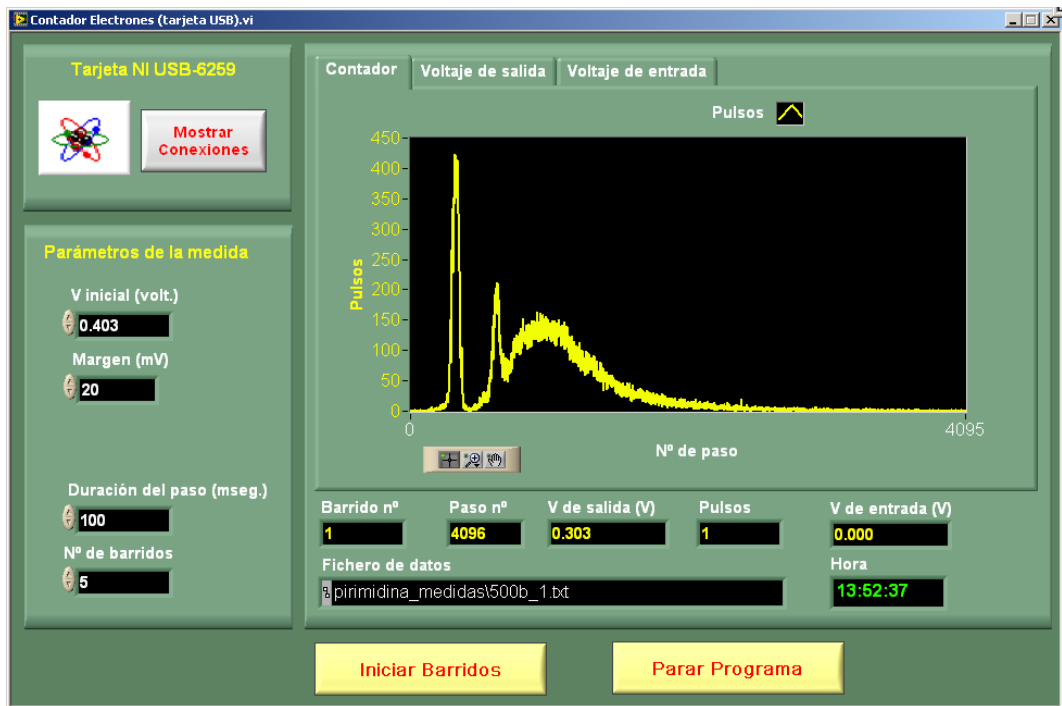 Contador Electrones (tarjeta USB).vi
Tarjeta NI USB-6259
Mostrar
Conexiones
Parámetros de la medida
V inicial (volt.)
0.403
Margen (mV)
20
Duración del paso (mseg.)
100
Nº de barridos
5
Contador
Voltaje de salida
Voltaje de entrada
Pulsos
450
400
350
300
250
200
150
100
50
0
Pulsos
0
4095
Nº de paso
Barrido nº
Paso nº
V de salida (V)
Pulsos
V de entrada (V)
1
4096
0.303
1
0.000
Fichero de datos
Hora
pirimidina_medidas\500b_1.txt
13:52:37
Iniciar Barridos
Parar Programa